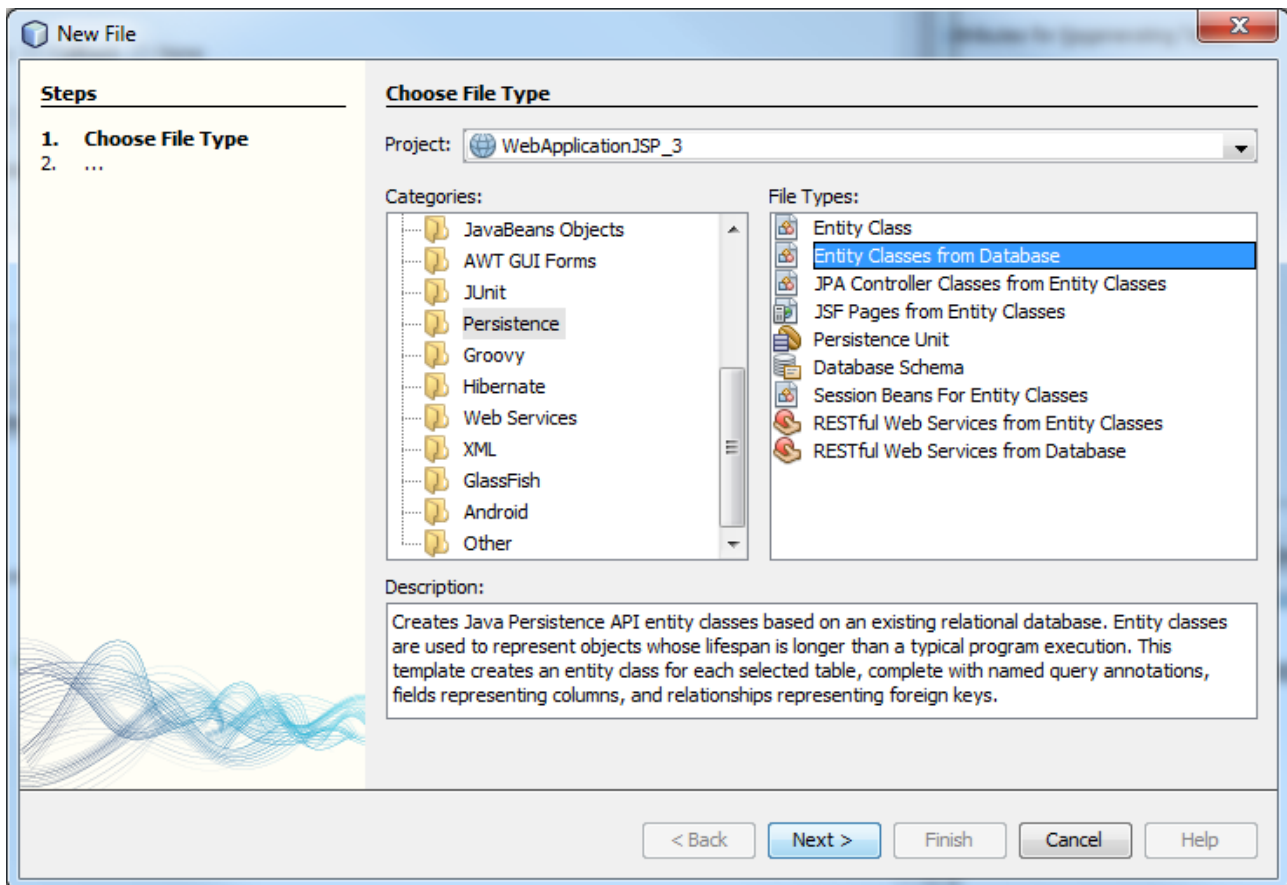 New File
Steps
1. Choose File Type
2. ...
Choose File Type
Project: WebApplicationJSP_3
Categories:
JavaBeans Objects
AWT GUI Forms
JUnit
Persistence
Groovy
Hibernate
Web Services
XML
GlassFish
Android
Other
File Types:
Entity Class
Entity Classes from Database
JPA Controller Classes from Entity Classes
JSF Pages from Entity Classes
Persistence Unit
Database Schema
Session Beans For Entity Classes
RESTful Web Services from Entity Classes
RESTful Web Services from Database
Description:
Creates Java Persistence API entity classes based on an existing relational database. Entity classes
are used to represent objects whose lifespan is longer than a typical program execution. This
template creates an entity class for each selected table, complete with named query annotations,
fields representing columns, and relationships representing foreign keys.
< Back Next > Finish Cancel Help